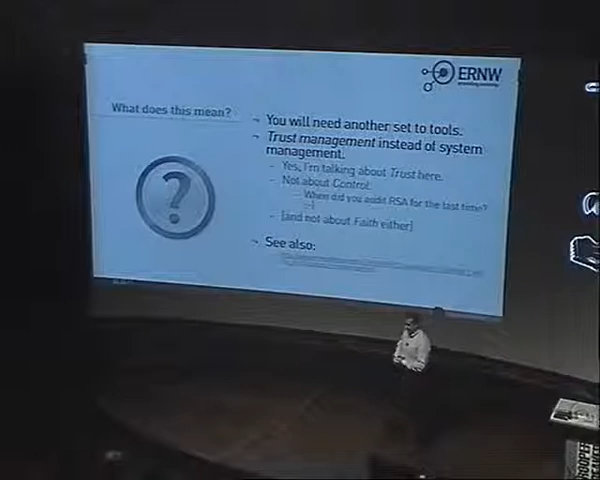 ERNW
What does this mean?
You will need another set to tools.
Trust management instead of system
management.
- Yes, I'm talking about Trust here.
- Not about Control.
- When did you audit RSA for the last time?
;-)
- [and not about Faith either]
See also: